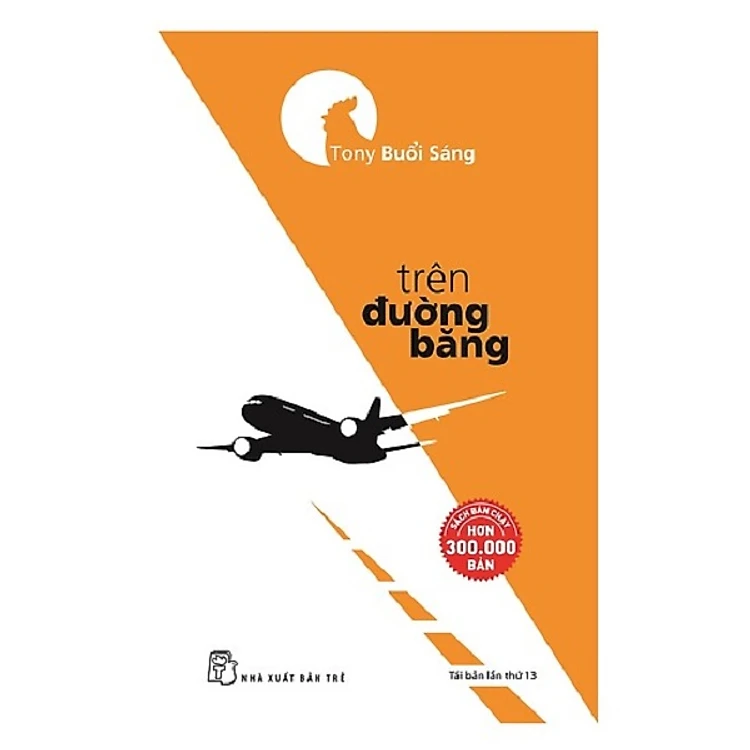 Tony Buổi Sáng
trên
đường
băng
SÁCH BÁN CHẠY
HƠN
300.000
BẢN
NHÀ XUẤT BẢN TRẺ
Tái bản lần thứ 13